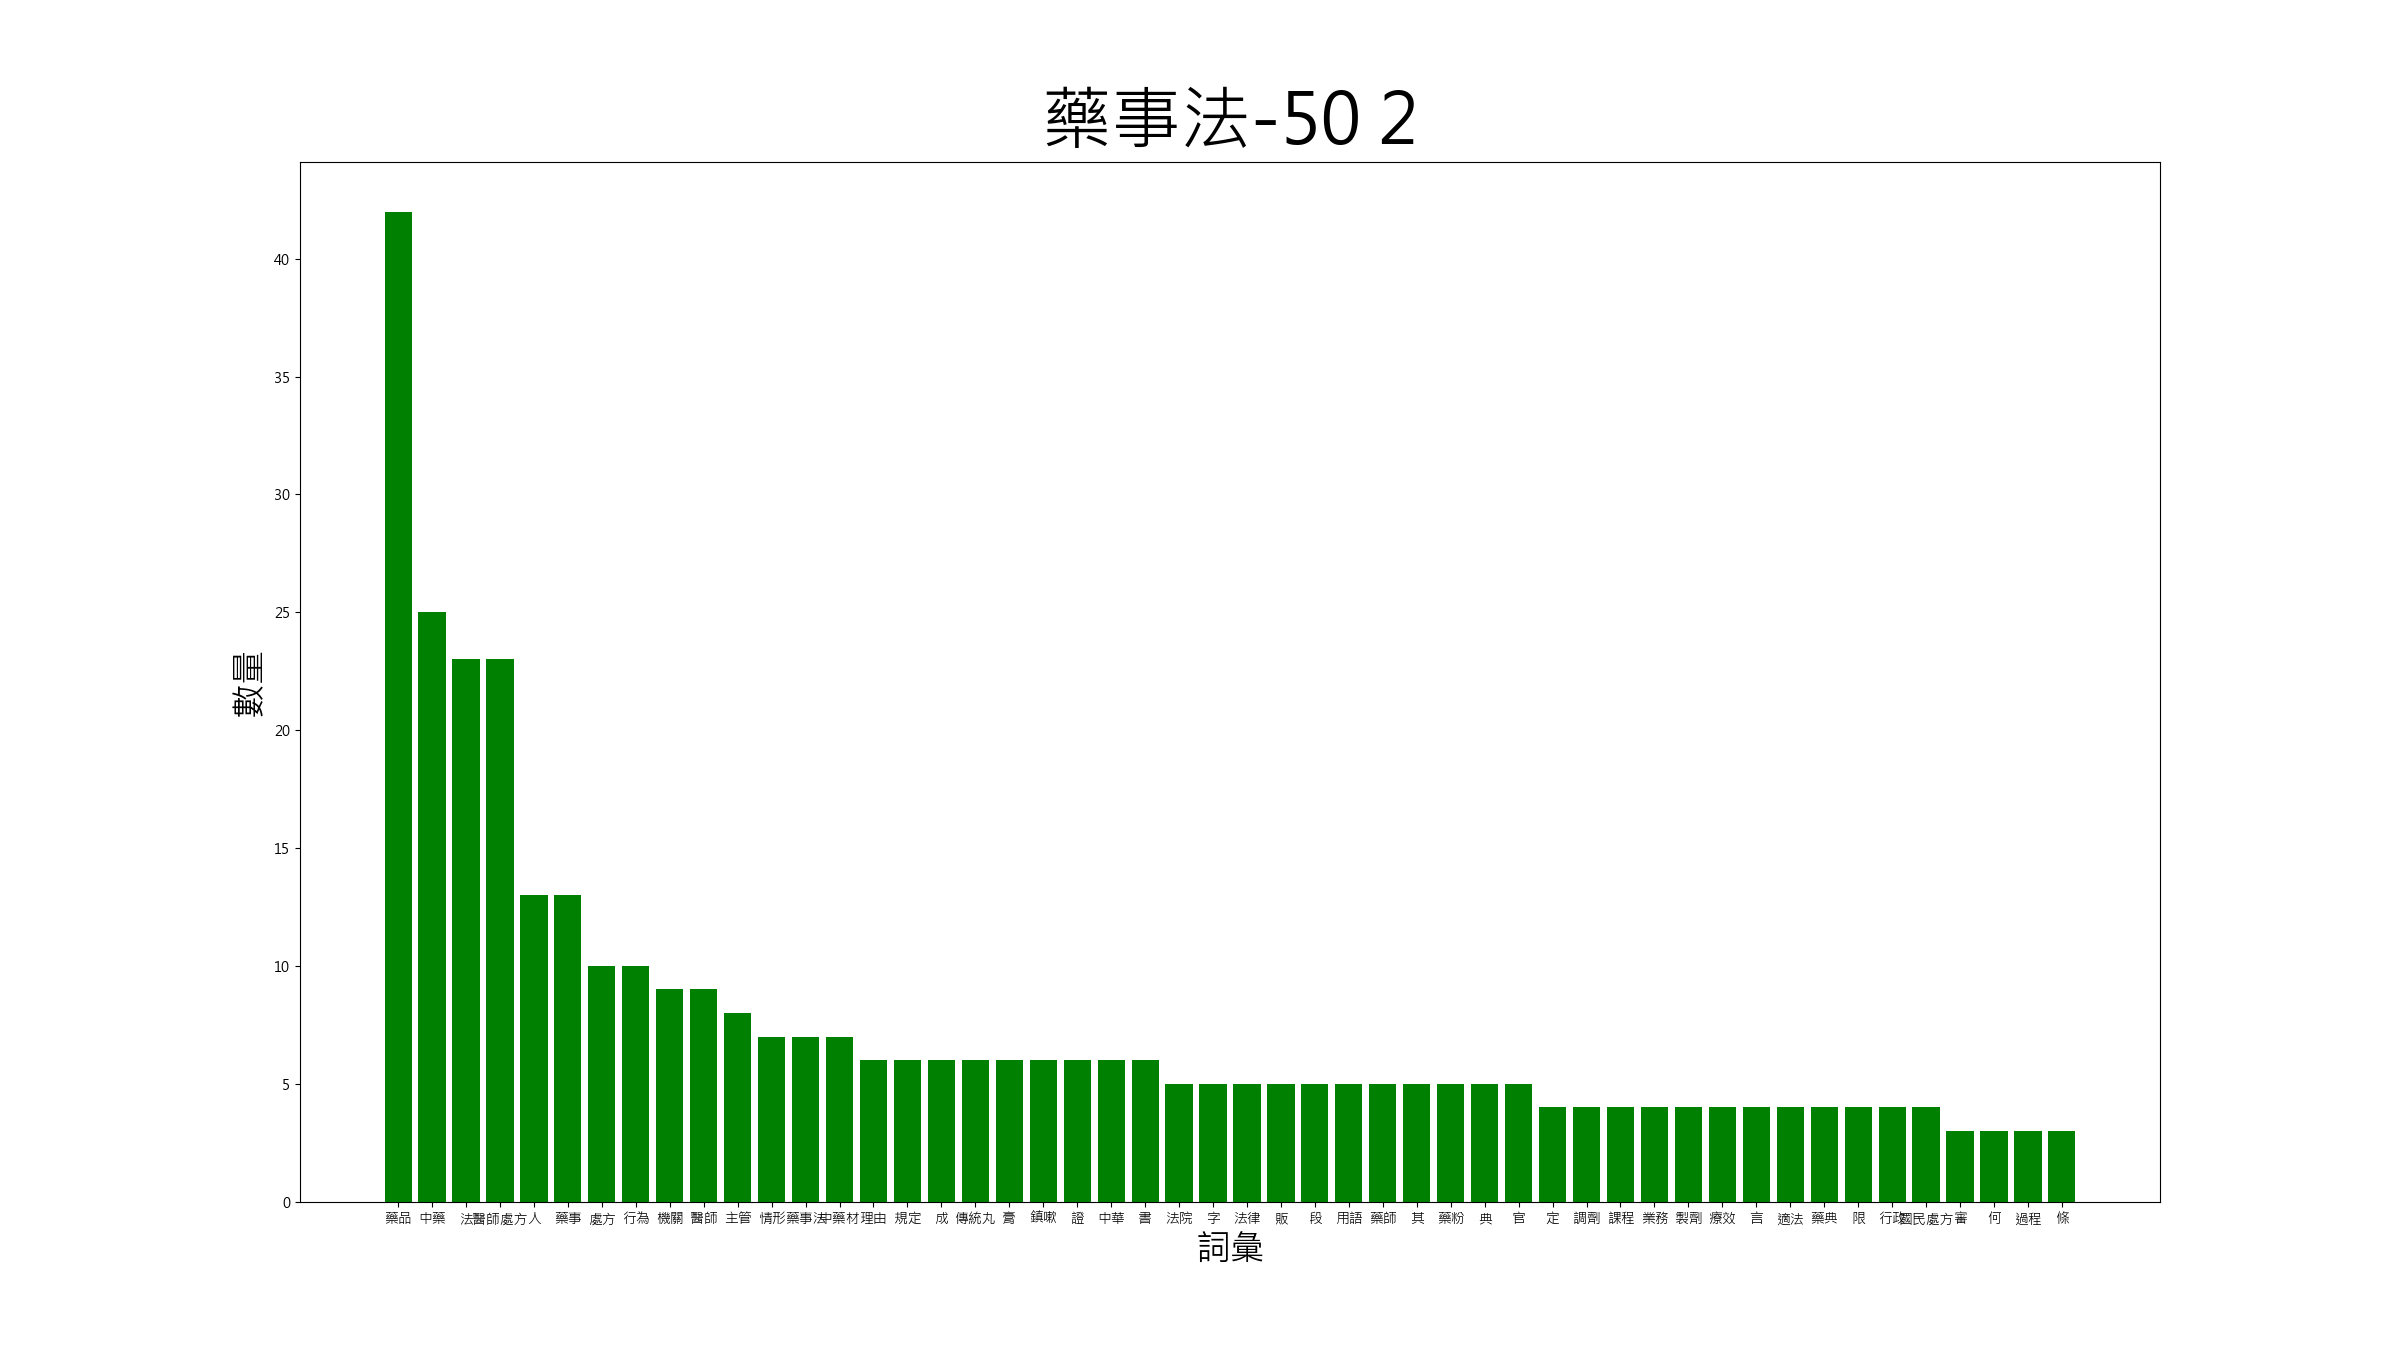 藥事法-50 2
數量
40
35
30
25
20
15
10
5
0
藥品 中藥 法 醫師處方 人 藥事 處方 行為 機關 醫師 主管 情形 藥事法 中藥材 理由 規定 成 傳統丸 膏 鎮嗽 證 中華 書 法院 字 法律 販 段 用語 藥師 其 藥粉 典 官 定 調劑 課程 業務 製劑 療效 言 適法 藥典 限 行政 國民處方 審 何 過程 條
詞彙